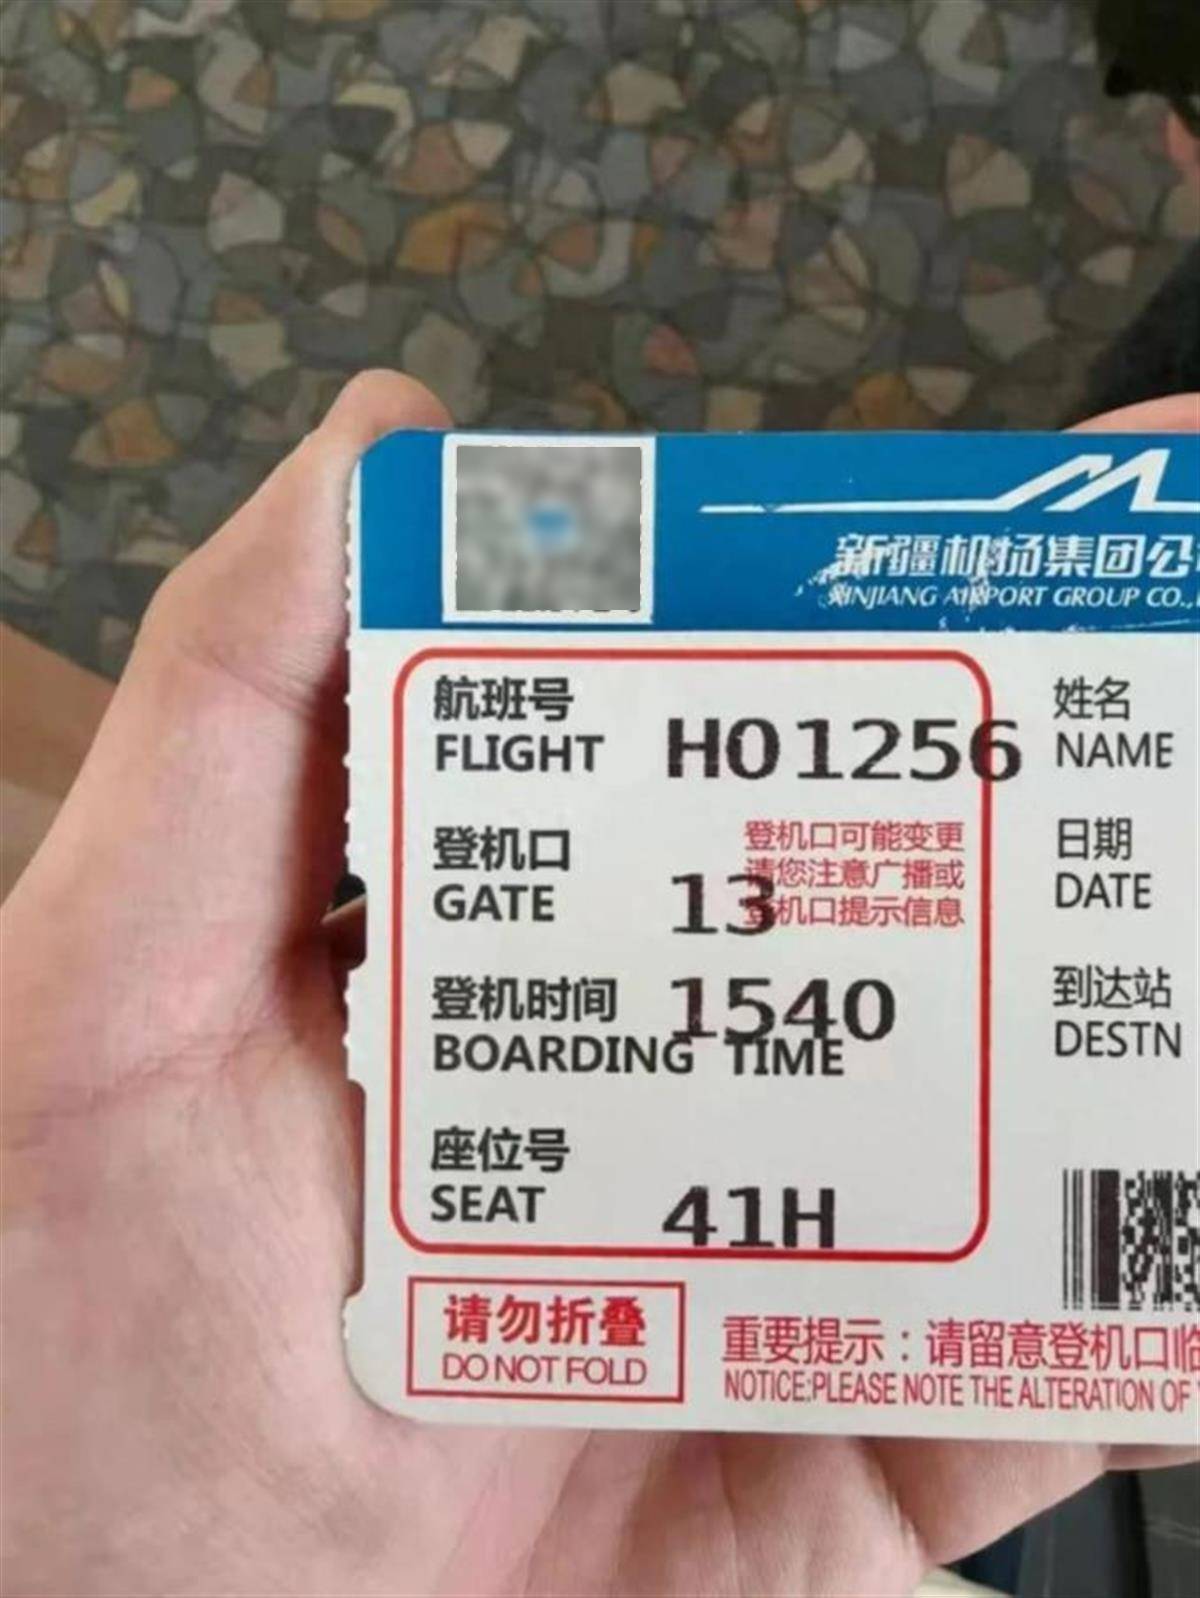 新疆机场集团公
XINJIANG AIRPORT GROUP CO.,
航班号
FLIGHT HO1256
登机口
GATE 13
登机口可能变更
请您注意广播或
登机口提示信息
登机时间 1540
BOARDING TIME
座位号
SEAT 41H
姓名
NAME
日期
DATE
到达站
DESTN
请勿折叠
DO NOT FOLD
重要提示：请留意登机口临
NOTICE:PLEASE NOTE THE ALTERATION OF